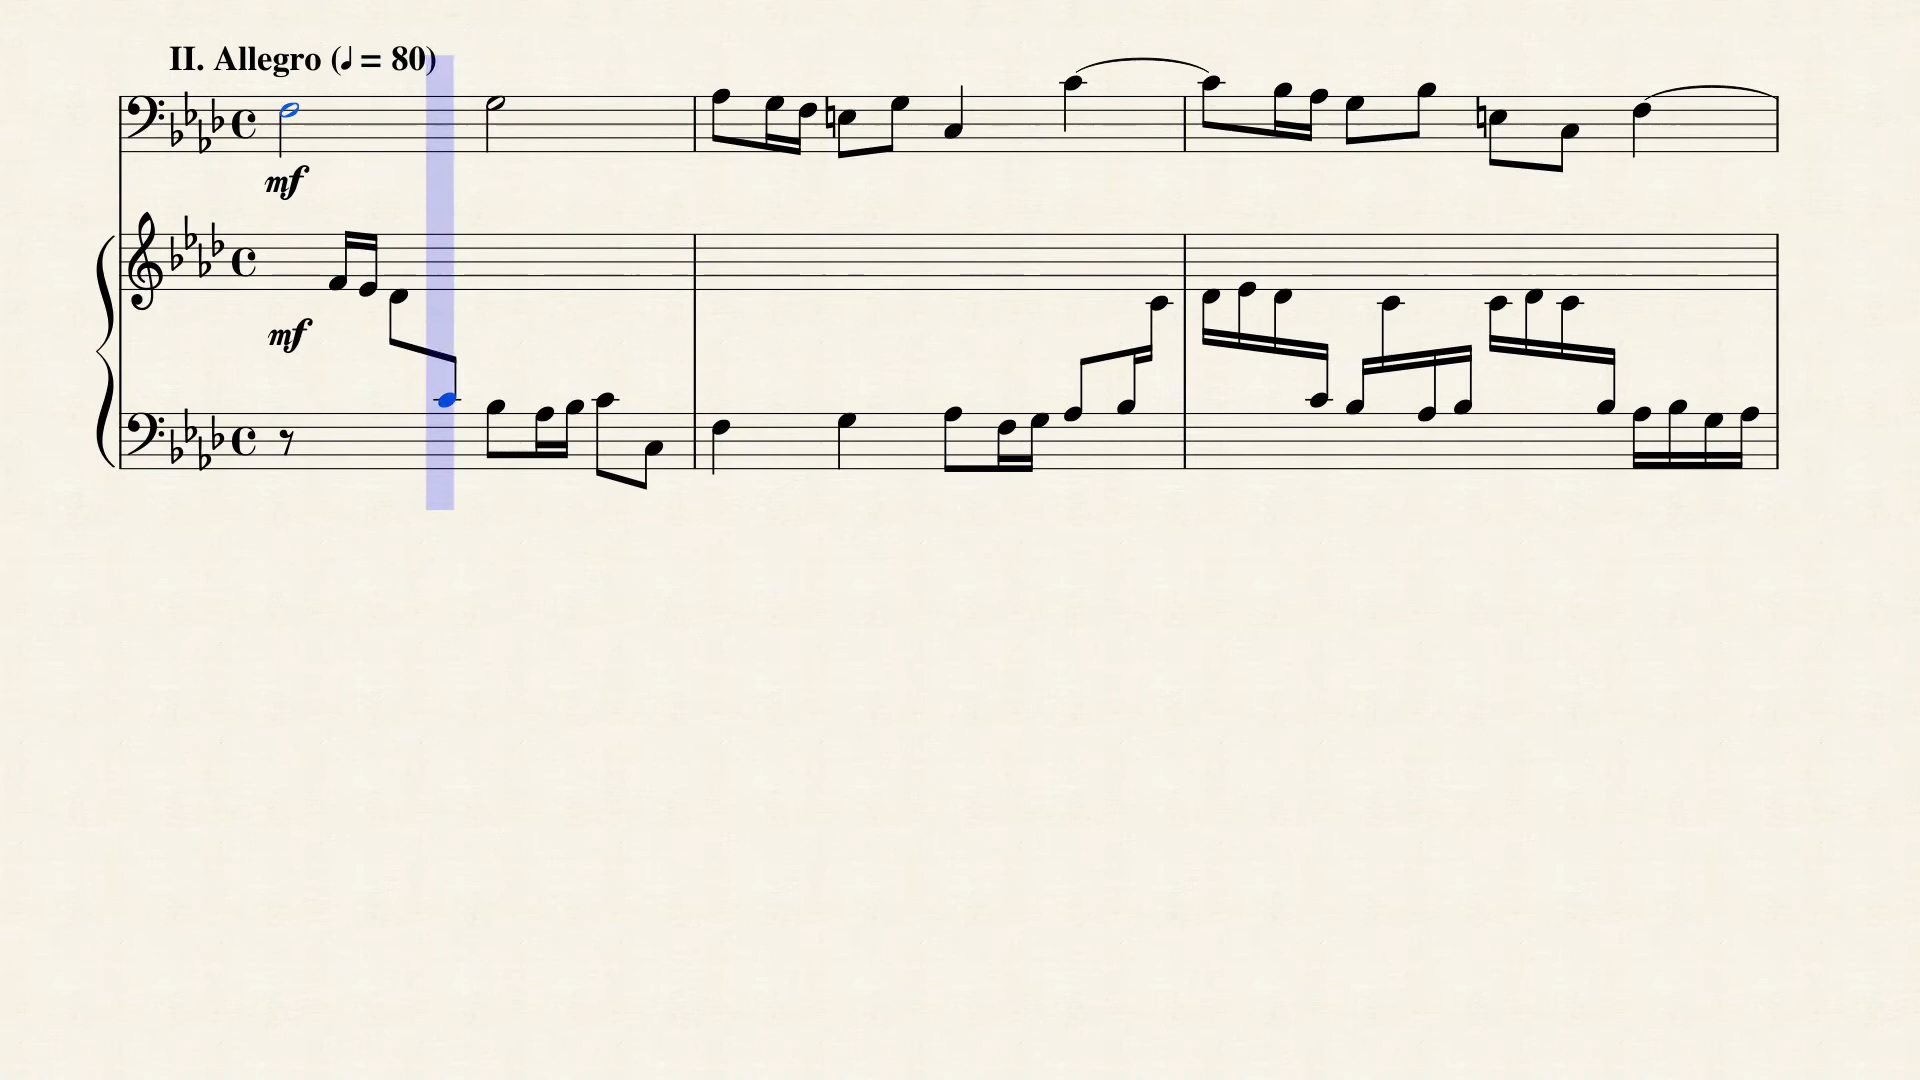 II. Allegro (♩ = 80)
mf
mf